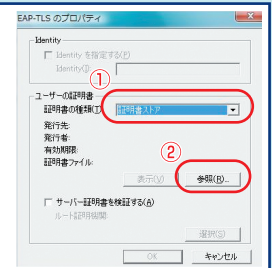 EAP-TLS のプロパティ
Identity
Identity を指定する(P)
Identity(I):
①
ユーザーの証明書
証明書の種類(T): 証明書ストア
発行先:
発行者:
有効期限:
証明書ファイル:
②
表示(V) 参照(R)...
サーバー証明書を検証する(A)
ルート証明機関:
選択(S)
OK キャンセル